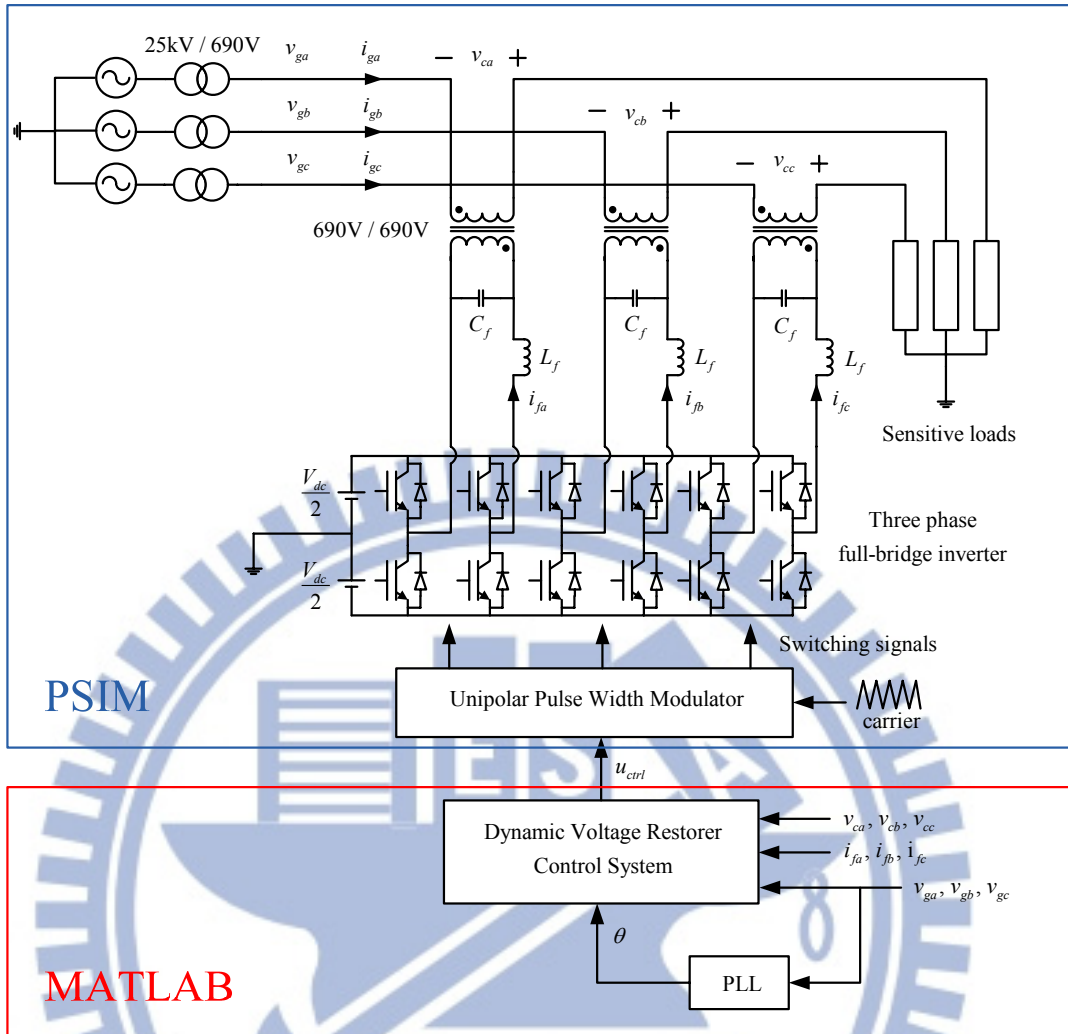 25kV / 690V
v_ga
i_ga
− v_ca +
v_gb
i_gb
− v_cb +
v_gc
i_gc
− v_cc +
690V / 690V
C_f
C_f
C_f
L_f
L_f
L_f
i_fa
i_fb
i_fc
Sensitive loads
V_dc/2
V_dc/2
Three phase
full-bridge inverter
Switching signals
PSIM
Unipolar Pulse Width Modulator
carrier
ESA
u_ctrl
Dynamic Voltage Restorer
Control System
v_ca, v_cb, v_cc
i_fa, i_fb, i_fc
v_ga, v_gb, v_gc
θ
8
PLL
MATLAB